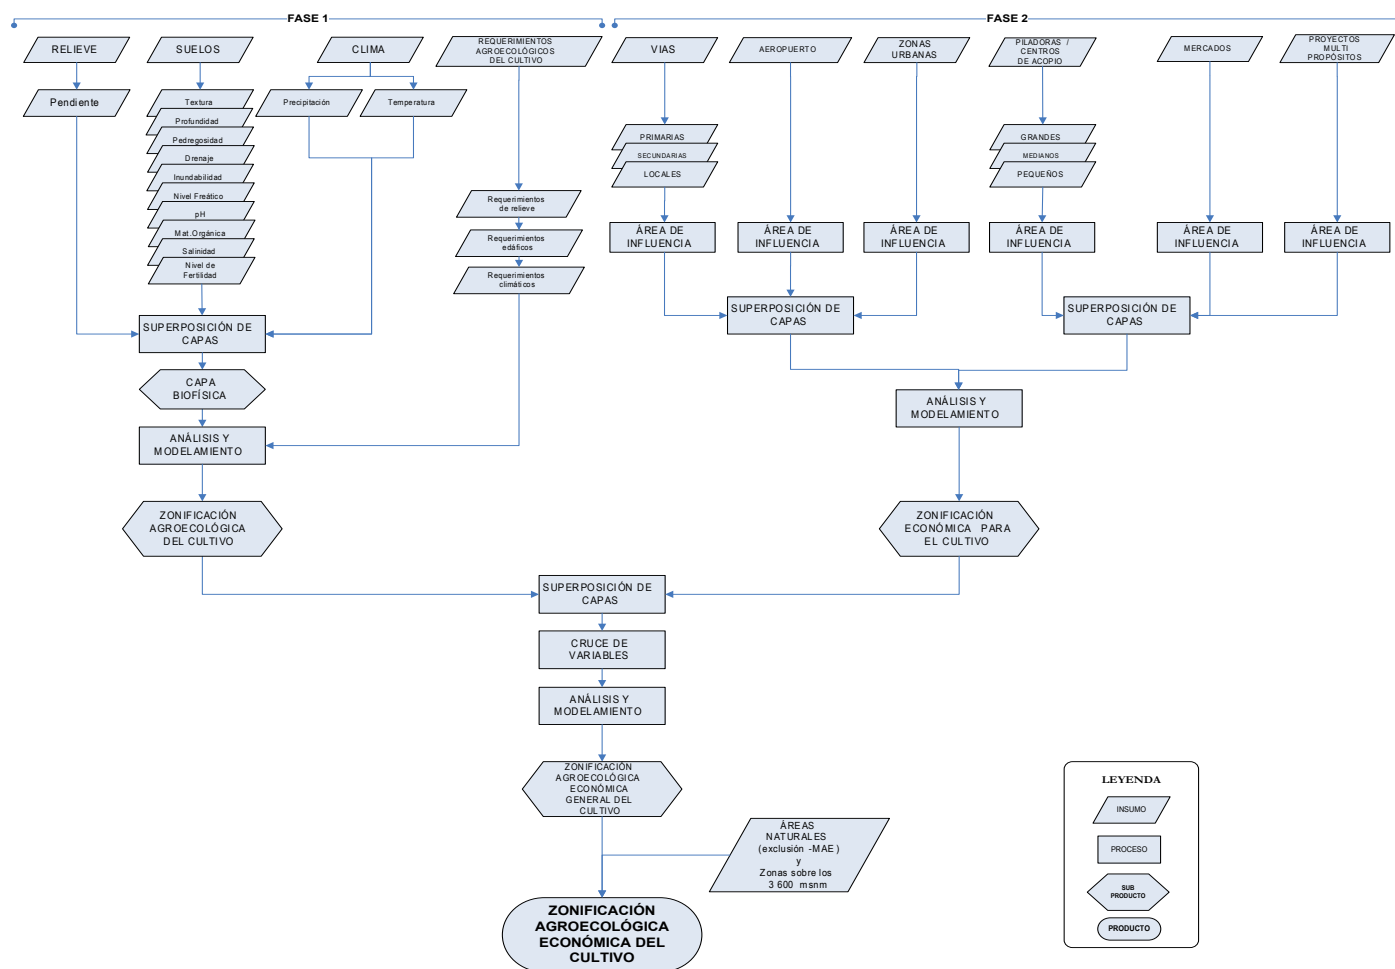 FASE 1
FASE 2
RELIEVE
SUELOS
CLIMA
REQUERIMIENTOS
AGROECOLÓGICOS
DEL CULTIVO
VIAS
AEROPUERTO
ZONAS
URBANAS
PILADORAS /
CENTROS
DE ACOPIO
MERCADOS
PROYECTOS
MULTI
PROPÓSITOS
Pendiente
Textura
Profundidad
Pedregosidad
Drenaje
Inundabilidad
Nivel Freático
pH
Mat.Orgánica
Salinidad
Nivel de
Fertilidad
Precipitación
Temperatura
Requerimientos
de relieve
Requerimientos
edáficos
Requerimientos
climáticos
PRIMARIAS
SECUNDARIAS
LOCALES
GRANDES
MEDIANOS
PEQUEÑOS
ÁREA DE
INFLUENCIA
ÁREA DE
INFLUENCIA
ÁREA DE
INFLUENCIA
ÁREA DE
INFLUENCIA
ÁREA DE
INFLUENCIA
ÁREA DE
INFLUENCIA
SUPERPOSICIÓN DE
CAPAS
SUPERPOSICIÓN DE
CAPAS
SUPERPOSICIÓN DE
CAPAS
CAPA
BIOFÍSICA
ANÁLISIS Y
MODELAMIENTO
ANÀLISIS Y
MODELAMIENTO
ZONIFICACIÓN
AGROECOLÓGICA
DEL CULTIVO
ZONIFICACIÓN
ECONÓMICA PARA
EL CULTIVO
SUPERPOSICIÓN DE
CAPAS
CRUCE DE
VARIABLES
ANÁLISIS Y
MODELAMIENTO
ZONIFICACIÓN
AGROECOLÓGICA
ECONÓMICA
GENERAL DEL
CULTIVO
ÁREAS
NATURALES
(exclusión -MAE )
y
Zonas sobre los
3 600 msnm
ZONIFICACIÓN
AGROECOLÓGICA
ECONÓMICA DEL
CULTIVO
LEYENDA
INSUMO
PROCESO
SUB
PRODUCTO
PRODUCTO